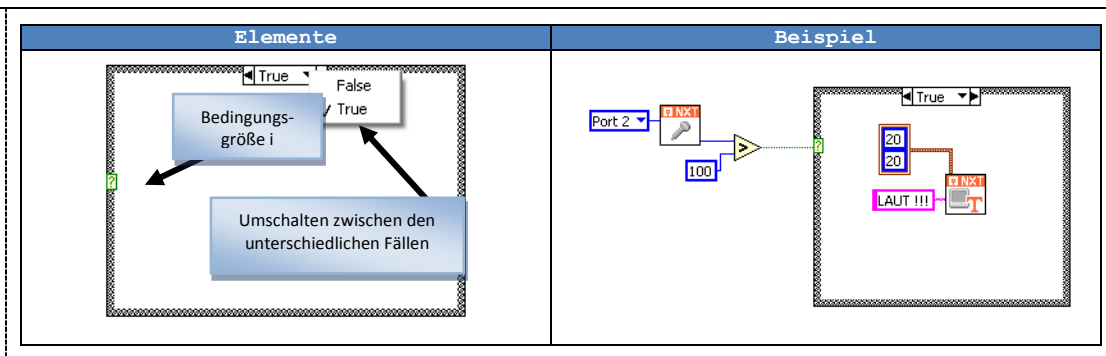 Elemente
Beispiel
True
False
✓ True
Bedingungs-
größe i
?
Umschalten zwischen den
unterschiedlichen Fällen
Port 2
NXT
>
100
?
True
20
20
NXT
LAUT !!!
T